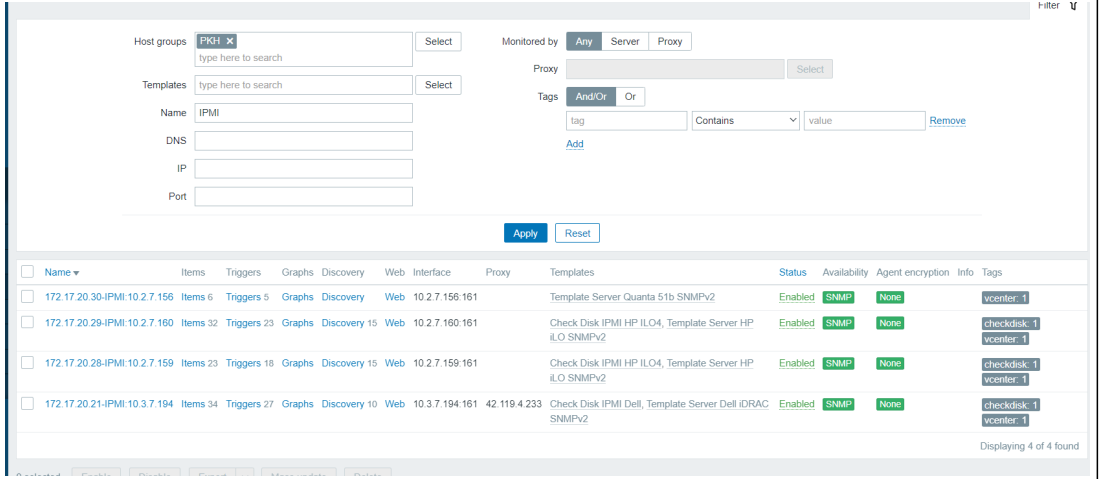 Filter
Host groups PKH × Select Monitored by Any Server Proxy
type here to search
Proxy Select
Templates type here to search Select
Tags And/Or Or
Name IPMI
tag Contains value Remove
DNS
Add
IP
Port
Apply Reset
Name Items Triggers Graphs Discovery Web Interface Proxy Templates Status Availability Agent encryption Info Tags
172.17.20.30-IPMI:10.2.7.156 Items 6 Triggers 5 Graphs Discovery Web 10.2.7.156:161 Template Server Quanta 51b SNMPv2 Enabled SNMP None vcenter: 1
172.17.20.29-IPMI:10.2.7.160 Items 32 Triggers 23 Graphs Discovery 15 Web 10.2.7.160:161 Check Disk IPMI HP ILO4, Template Server HP Enabled SNMP None checkdisk: 1
iLO SNMPv2 vcenter: 1
172.17.20.28-IPMI:10.2.7.159 Items 23 Triggers 18 Graphs Discovery 15 Web 10.2.7.159:161 Check Disk IPMI HP ILO4, Template Server HP Enabled SNMP None checkdisk: 1
iLO SNMPv2 vcenter: 1
172.17.20.21-IPMI:10.3.7.194 Items 34 Triggers 27 Graphs Discovery 10 Web 10.3.7.194:161 42.119.4.233 Check Disk IPMI Dell, Template Server Dell iDRAC Enabled SNMP None checkdisk: 1
SNMPv2 vcenter: 1
Displaying 4 of 4 found
0 selected Enable Disable Export Mass update Delete